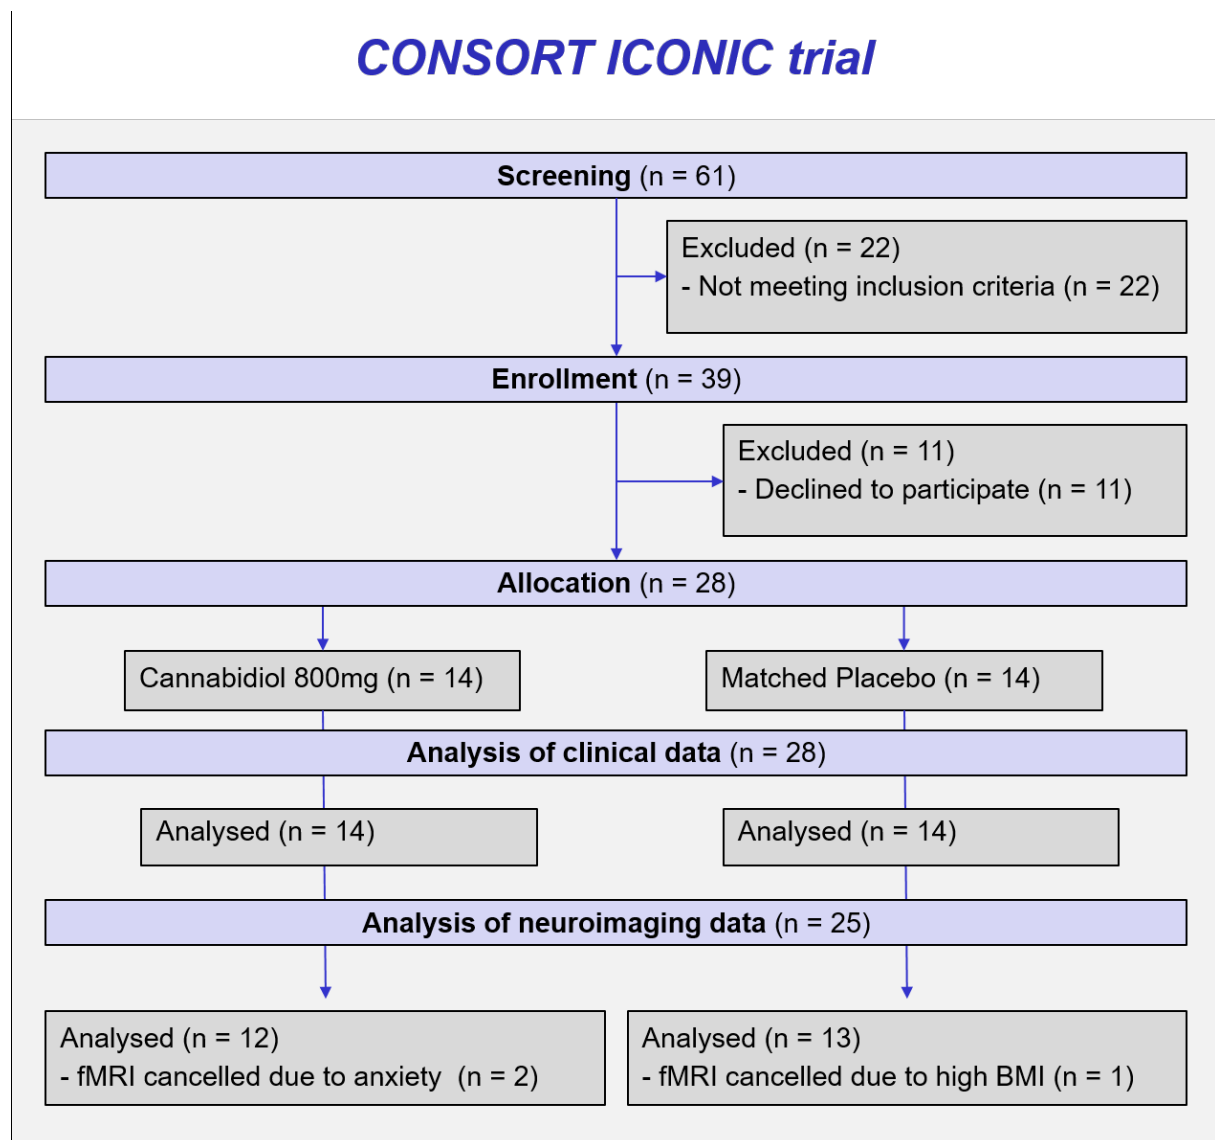 CONSORT ICONIC trial
Screening (n = 61)
Excluded (n = 22)
- Not meeting inclusion criteria (n = 22)
Enrollment (n = 39)
Excluded (n = 11)
- Declined to participate (n = 11)
Allocation (n = 28)
Cannabidiol 800mg (n = 14)
Matched Placebo (n = 14)
Analysis of clinical data (n = 28)
Analysed (n = 14)
Analysed (n = 14)
Analysis of neuroimaging data (n = 25)
Analysed (n = 12)
- fMRI cancelled due to anxiety  (n = 2)
Analysed (n = 13)
- fMRI cancelled due to high BMI (n = 1)